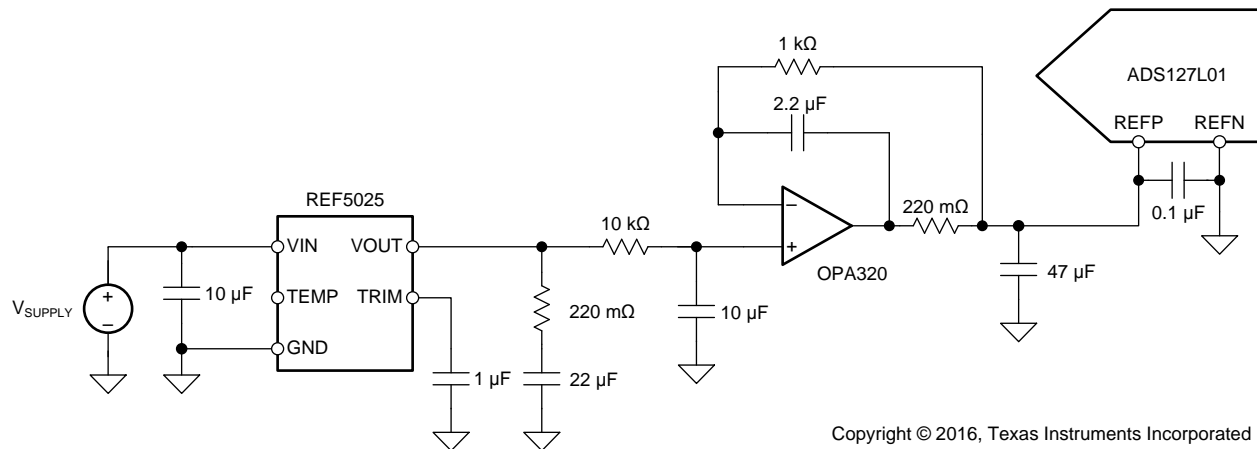 1 kΩ
ADS127L01
2.2 µF
REFP
REFN
REF5025
0.1 µF
10 kΩ
−
220 mΩ
VIN
VOUT
+
OPA320
47 µF
VSUPPLY
+
−
10 µF
TEMP
TRIM
220 mΩ
10 µF
GND
1 µF
22 µF
Copyright © 2016, Texas Instruments Incorporated